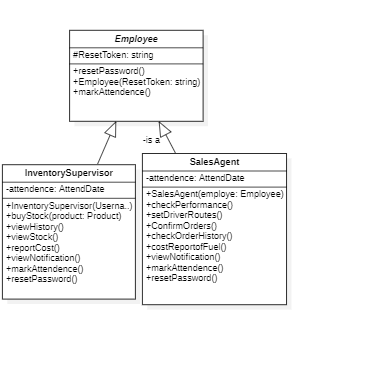 Employee
#ResetToken: string
+resetPassword()
+Employee(ResetToken: string)
+markAttendence()
-is a
InventorySupervisor
-attendence: AttendDate
+InventorySupervisor(Userna..)
+buyStock(product: Product)
+viewHistory()
+viewStock()
+reportCost()
+viewNotification()
+markAttendence()
+resetPassword()
SalesAgent
-attendence: AttendDate
+SalesAgent(employe: Employee)
+checkPerformance()
+setDriverRoutes()
+ConfirmOrders()
+checkOrderHistory()
+costReportofFuel()
+viewNotification()
+markAttendence()
+resetPassword()